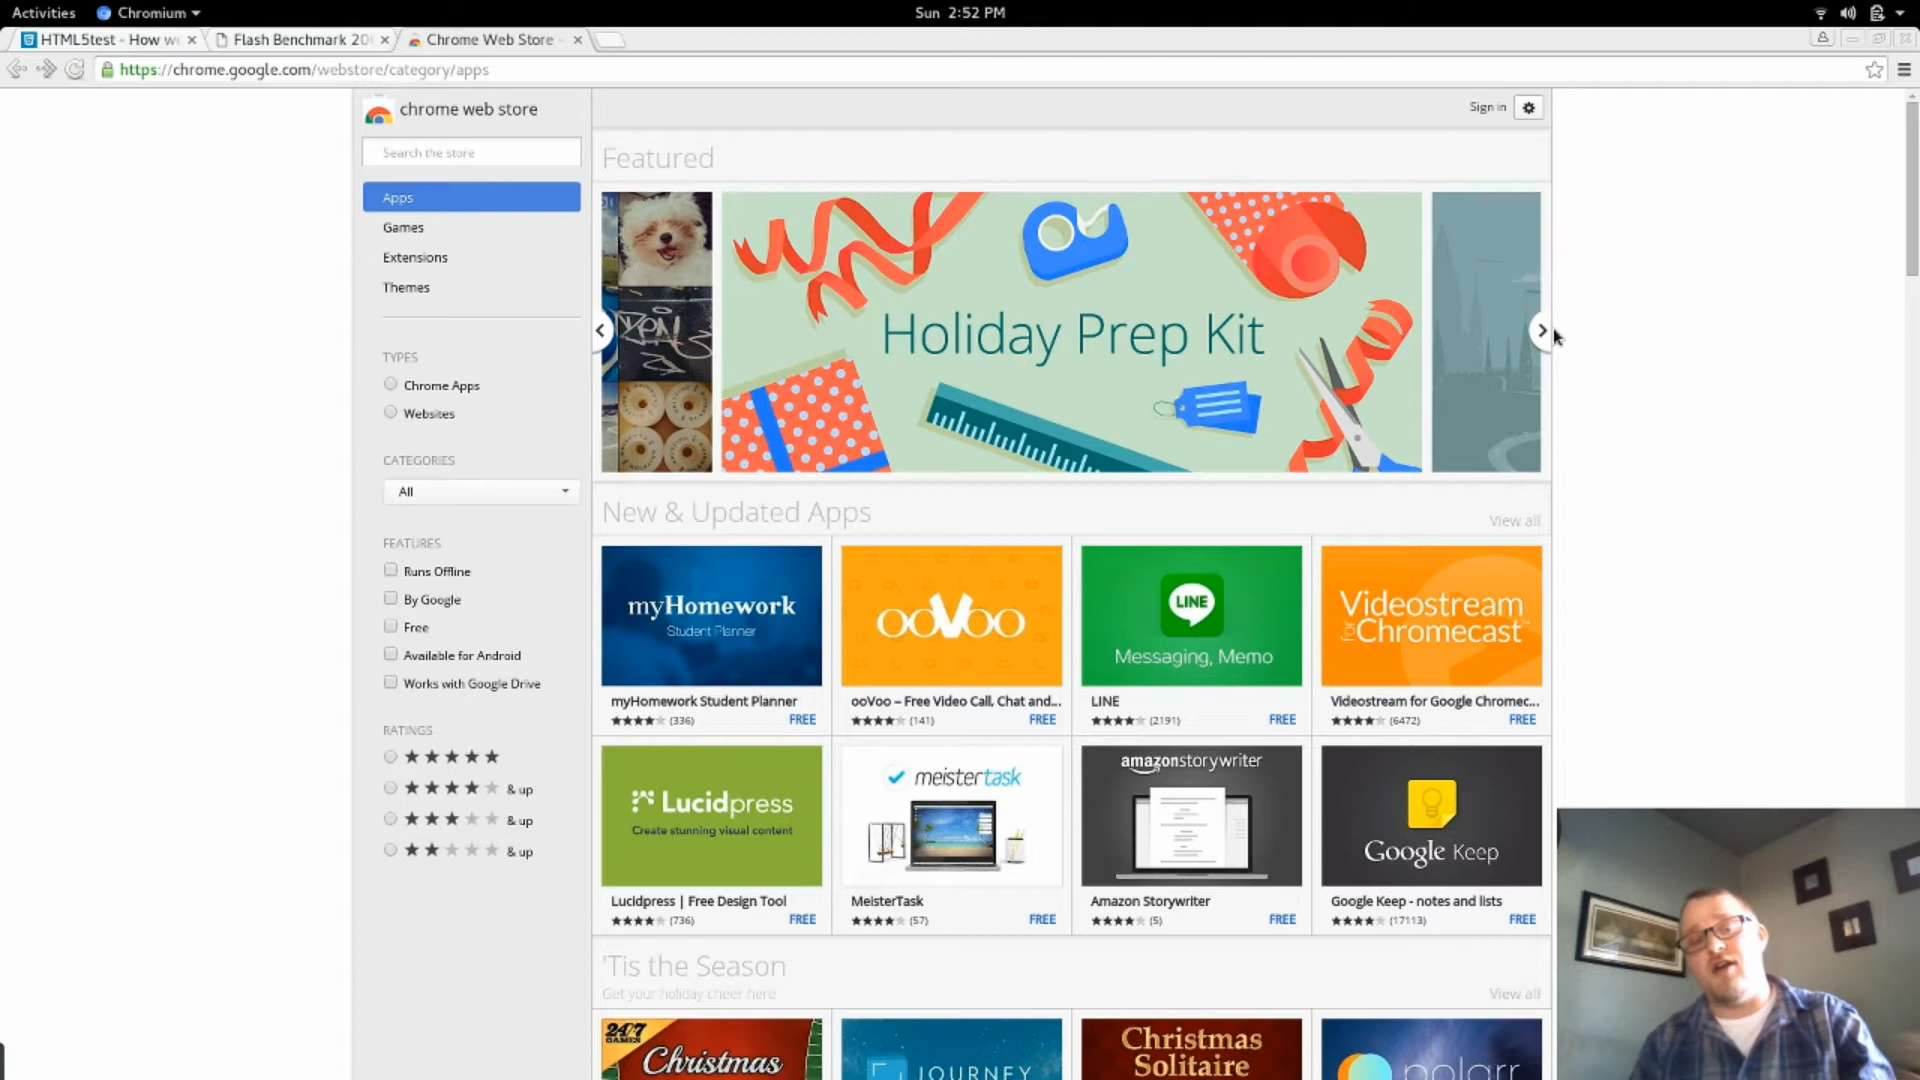 Activities Chromium Sun 2:52 PM
HTML5test - How w Flash Benchmark 20 Chrome Web Store -
https://chrome.google.com/webstore/category/apps
chrome web store
Sign in
Search the store
Apps
Games
Extensions
Themes
TYPES
Chrome Apps
Websites
CATEGORIES
All
FEATURES
Runs Offline
By Google
Free
Available for Android
Works with Google Drive
RATINGS
& up
& up
& up
Featured
Holiday Prep Kit
New & Updated Apps
View all
myHomework
Student Planner
ooVoo
LINE
Messaging, Memo
Videostream
for Chromecast™
myHomework Student Planner
(336) FREE
ooVoo – Free Video Call, Chat and...
(141) FREE
LINE
(2191) FREE
Videostream for Google Chromec...
(6472) FREE
Lucidpress
Create stunning visual content
meistertask
amazonstorywriter
Google Keep
Lucidpress | Free Design Tool
(736) FREE
MeisterTask
(57) FREE
Amazon Storywriter
(5) FREE
Google Keep - notes and lists
(17113) FREE
'Tis the Season
Get your holiday cheer here
View all
24/7
GAMES
Christmas
JOURNEY
Christmas
Solitaire
polarr